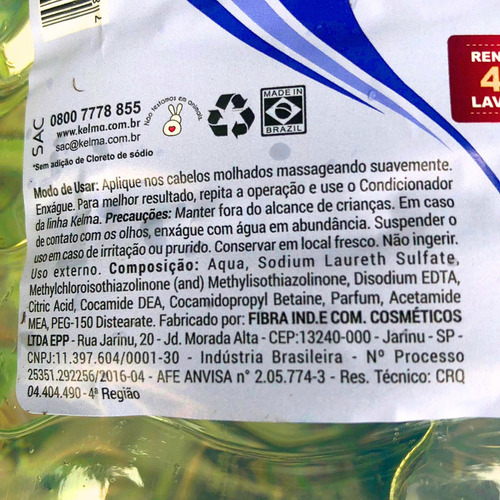 SAC 0800 7778 855
www.kelma.com.br
sac@kelma.com.br
*Sem adição de Cloreto de sódio
Não testamos em animais.
MADE IN
BRAZIL
REN
4
LAV
Modo de Usar: Aplique nos cabelos molhados massageando suavemente.
Enxágue. Para melhor resultado, repita a operação e use o Condicionador
da linha Kelma. Precauções: Manter fora do alcance de crianças. Em caso
de contato com os olhos, enxágue com água em abundância. Suspender o
uso em caso de irritação ou prurido. Conservar em local fresco. Não ingerir.
Uso externo. Composição: Aqua, Sodium Laureth Sulfate,
Methylchloroisothiazolinone (and) Methylisothiazolinone, Disodium EDTA,
Citric Acid, Cocamide DEA, Cocamidopropyl Betaine, Parfum, Acetamide
MEA, PEG-150 Distearate. Fabricado por: FIBRA IND.E COM. COSMÉTICOS
LTDA EPP - Rua Jarinu, 20 - Jd. Morada Alta - CEP:13240-000 - Jarinu - SP -
CNPJ:11.397.604/0001-30 - Indústria Brasileira - Nº Processo
25351.292256/2016-04 - AFE ANVISA n° 2.05.774-3 - Res. Técnico: CRQ
04.404.490-4ª Região